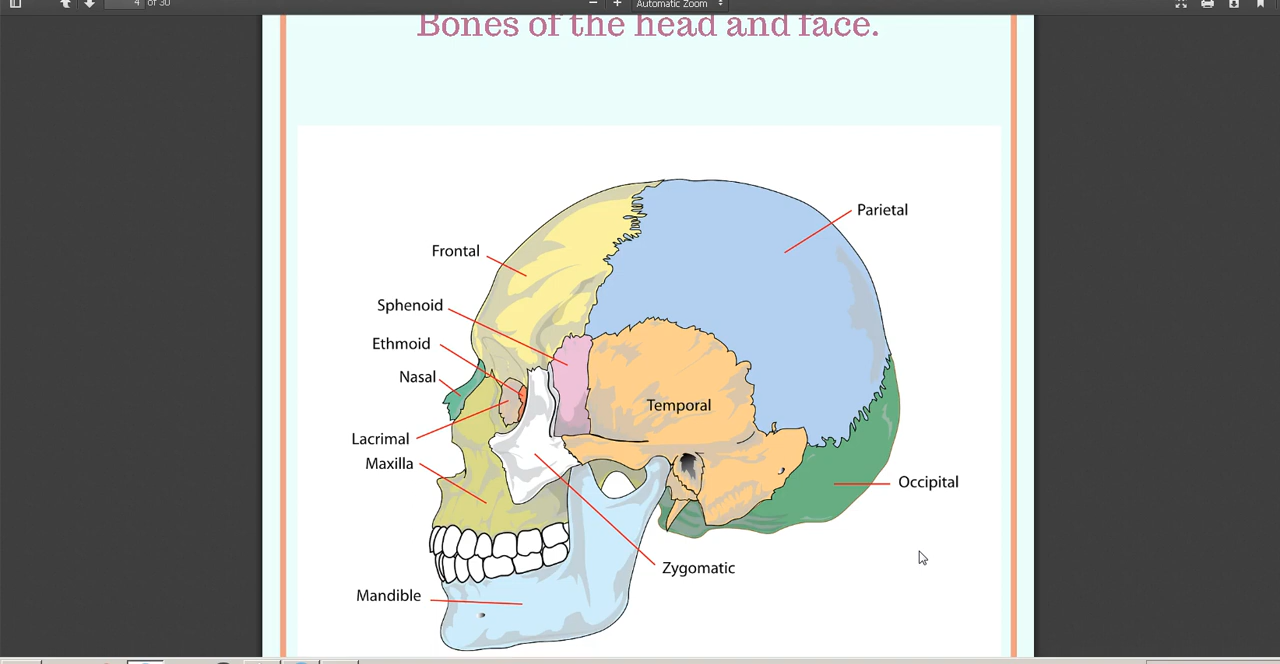 4 of 30
Automatic Zoom
Bones of the head and face.
Parietal
Frontal
Sphenoid
Ethmoid
Nasal
Temporal
Lacrimal
Maxilla
Occipital
Zygomatic
Mandible